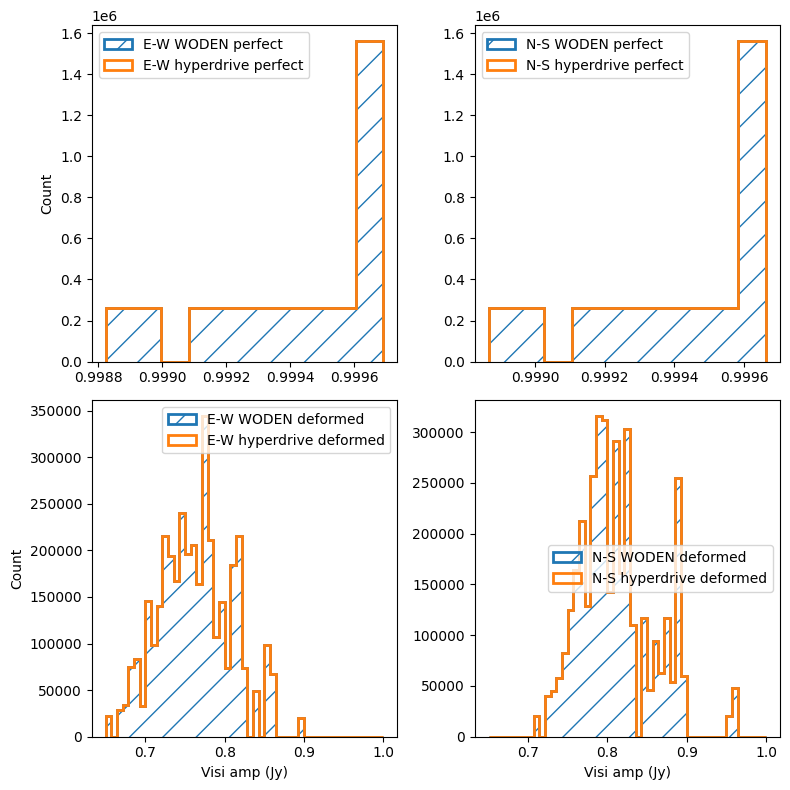 1e6
E-W WODEN perfect
E-W hyperdrive perfect
1.6
1.4
1.2
1.0
0.8
0.6
0.4
0.2
0.0
Count
0.9988 0.9990 0.9992 0.9994 0.9996
1e6
N-S WODEN perfect
N-S hyperdrive perfect
1.6
1.4
1.2
1.0
0.8
0.6
0.4
0.2
0.0
0.9990 0.9992 0.9994 0.9996
E-W WODEN deformed
E-W hyperdrive deformed
350000
300000
250000
200000
150000
100000
50000
0
Count
0.7 0.8 0.9 1.0
Visi amp (Jy)
N-S WODEN deformed
N-S hyperdrive deformed
300000
250000
200000
150000
100000
50000
0
0.7 0.8 0.9 1.0
Visi amp (Jy)